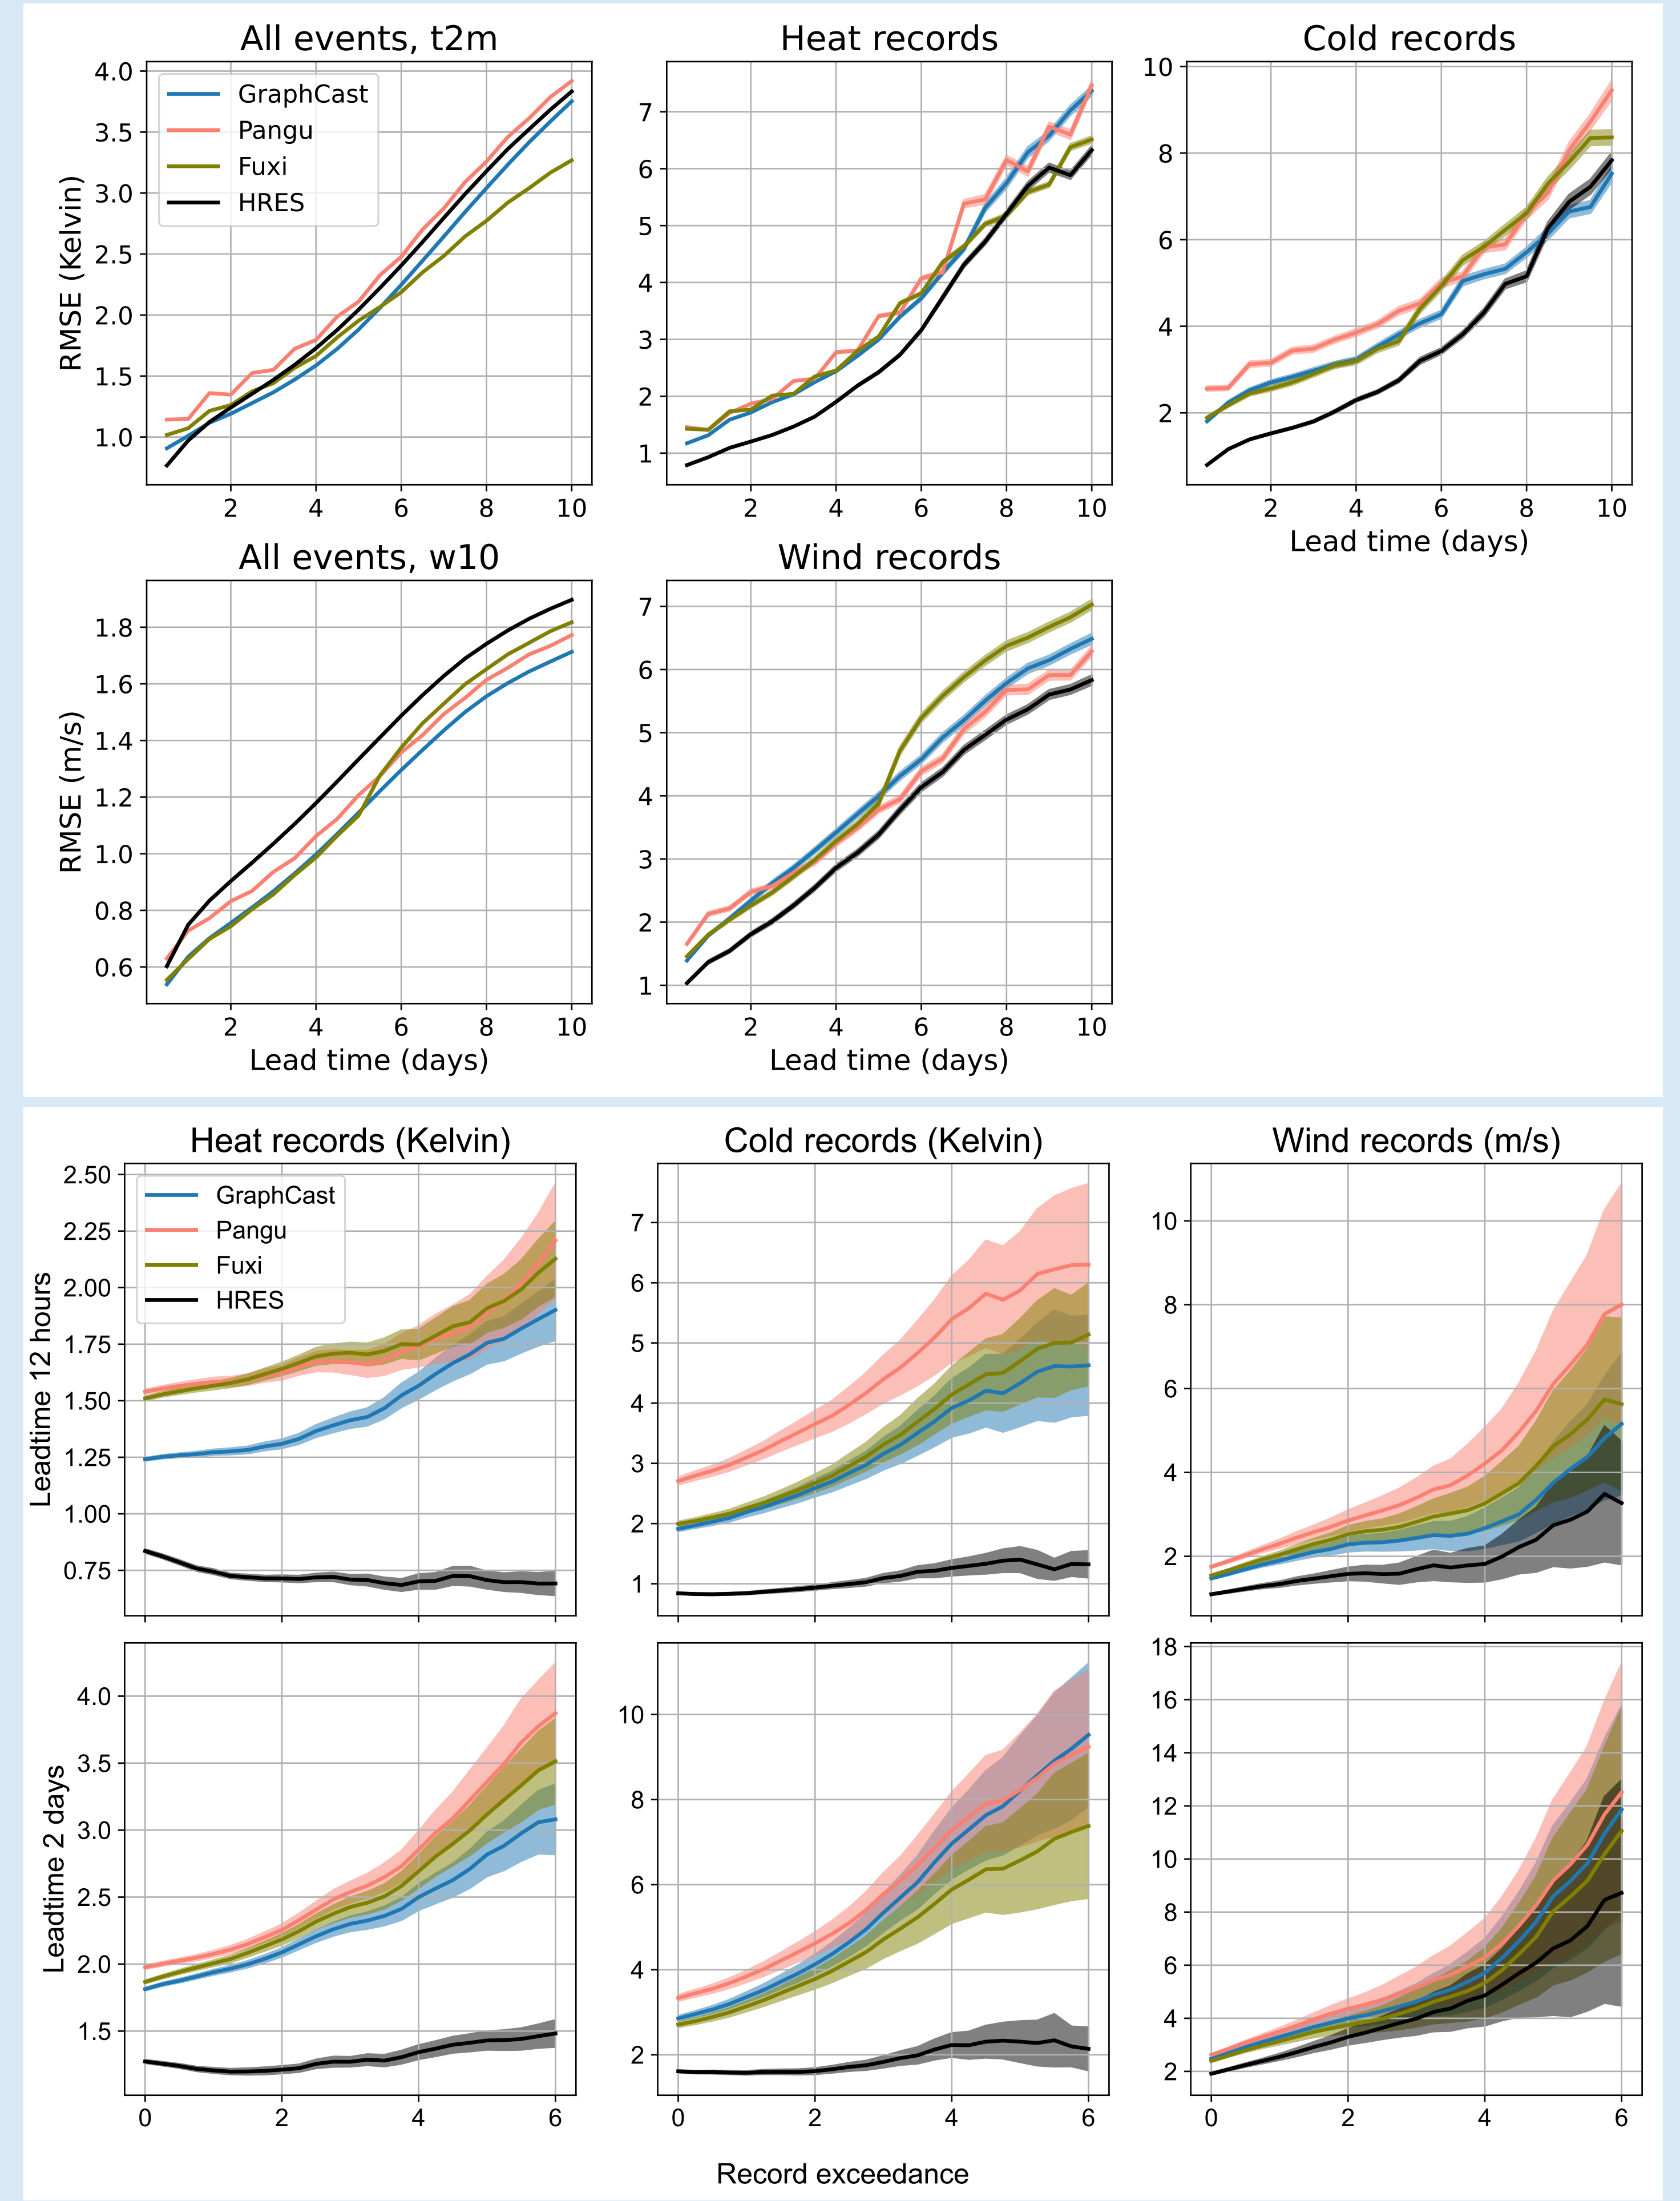 All events, t2m
RMSE (Kelvin)
4.0
3.5
3.0
2.5
2.0
1.5
1.0
GraphCast
Pangu
Fuxi
HRES
2 4 6 8 10
Heat records
7
6
5
4
3
2
1
2 4 6 8 10
Cold records
10
8
6
4
2
2 4 6 8 10
Lead time (days)
All events, w10
RMSE (m/s)
1.8
1.6
1.4
1.2
1.0
0.8
0.6
2 4 6 8 10
Lead time (days)
Wind records
7
6
5
4
3
2
1
2 4 6 8 10
Lead time (days)
Heat records (Kelvin)
Leadtime 12 hours
2.50
2.25
2.00
1.75
1.50
1.25
1.00
0.75
GraphCast
Pangu
Fuxi
HRES
Cold records (Kelvin)
7
6
5
4
3
2
1
Wind records (m/s)
10
8
6
4
2
Leadtime 2 days
4.0
3.5
3.0
2.5
2.0
1.5
0 2 4 6
10
8
6
4
2
0 2 4 6
18
16
14
12
10
8
6
4
2
0 2 4 6
Record exceedance